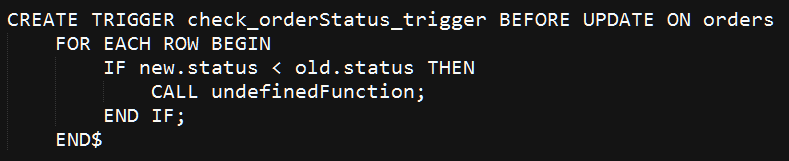 CREATE TRIGGER check_orderStatus_trigger BEFORE UPDATE ON orders
    FOR EACH ROW BEGIN
        IF new.status < old.status THEN
            CALL undefinedFunction;
        END IF;
    END$